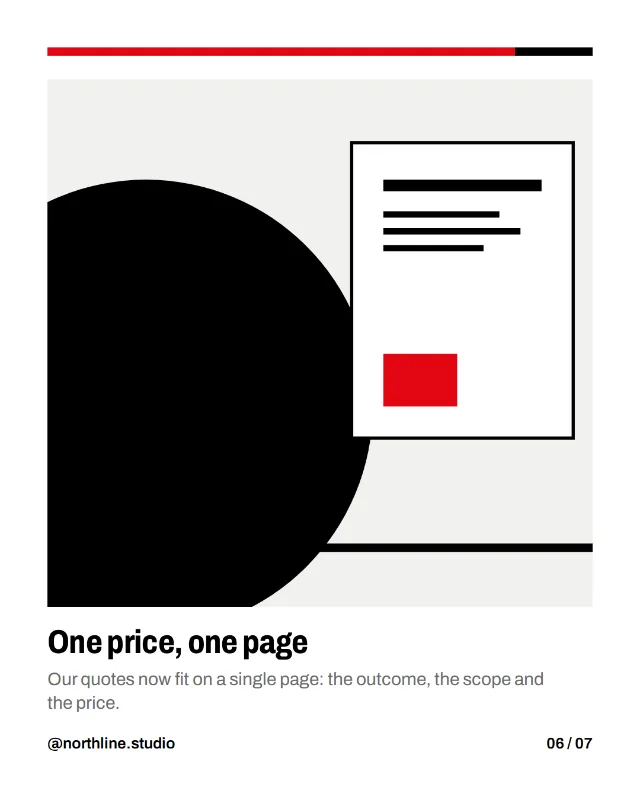 One price, one page
Our quotes now fit on a single page: the outcome, the scope and
the price.
@northline.studio
06 / 07